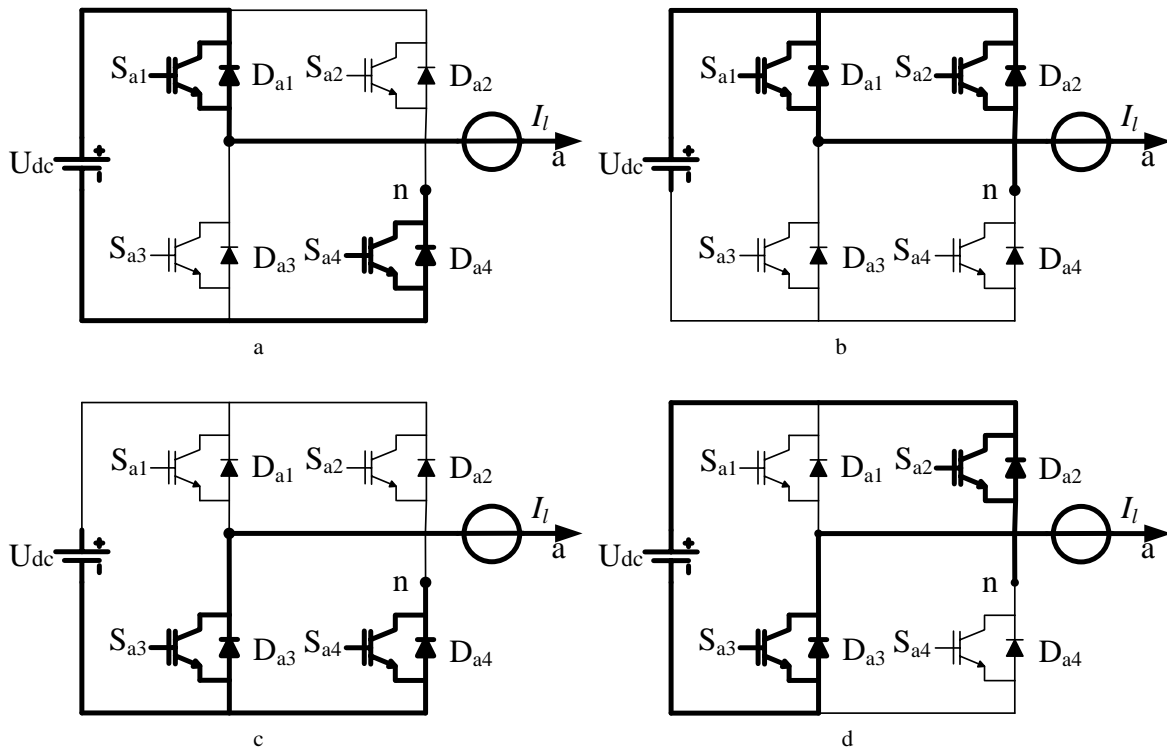 Sa1 Da1 Sa2 Da2
Il
Udc + a
n
Sa3 Da3 Sa4 Da4
a
Sa1 Da1 Sa2 Da2
Il
Udc + a
n
Sa3 Da3 Sa4 Da4
b
Sa1 Da1 Sa2 Da2
Il
Udc + a
n
Sa3 Da3 Sa4 Da4
c
Sa1 Da1 Sa2 Da2
Il
Udc + a
n
Sa3 Da3 Sa4 Da4
d